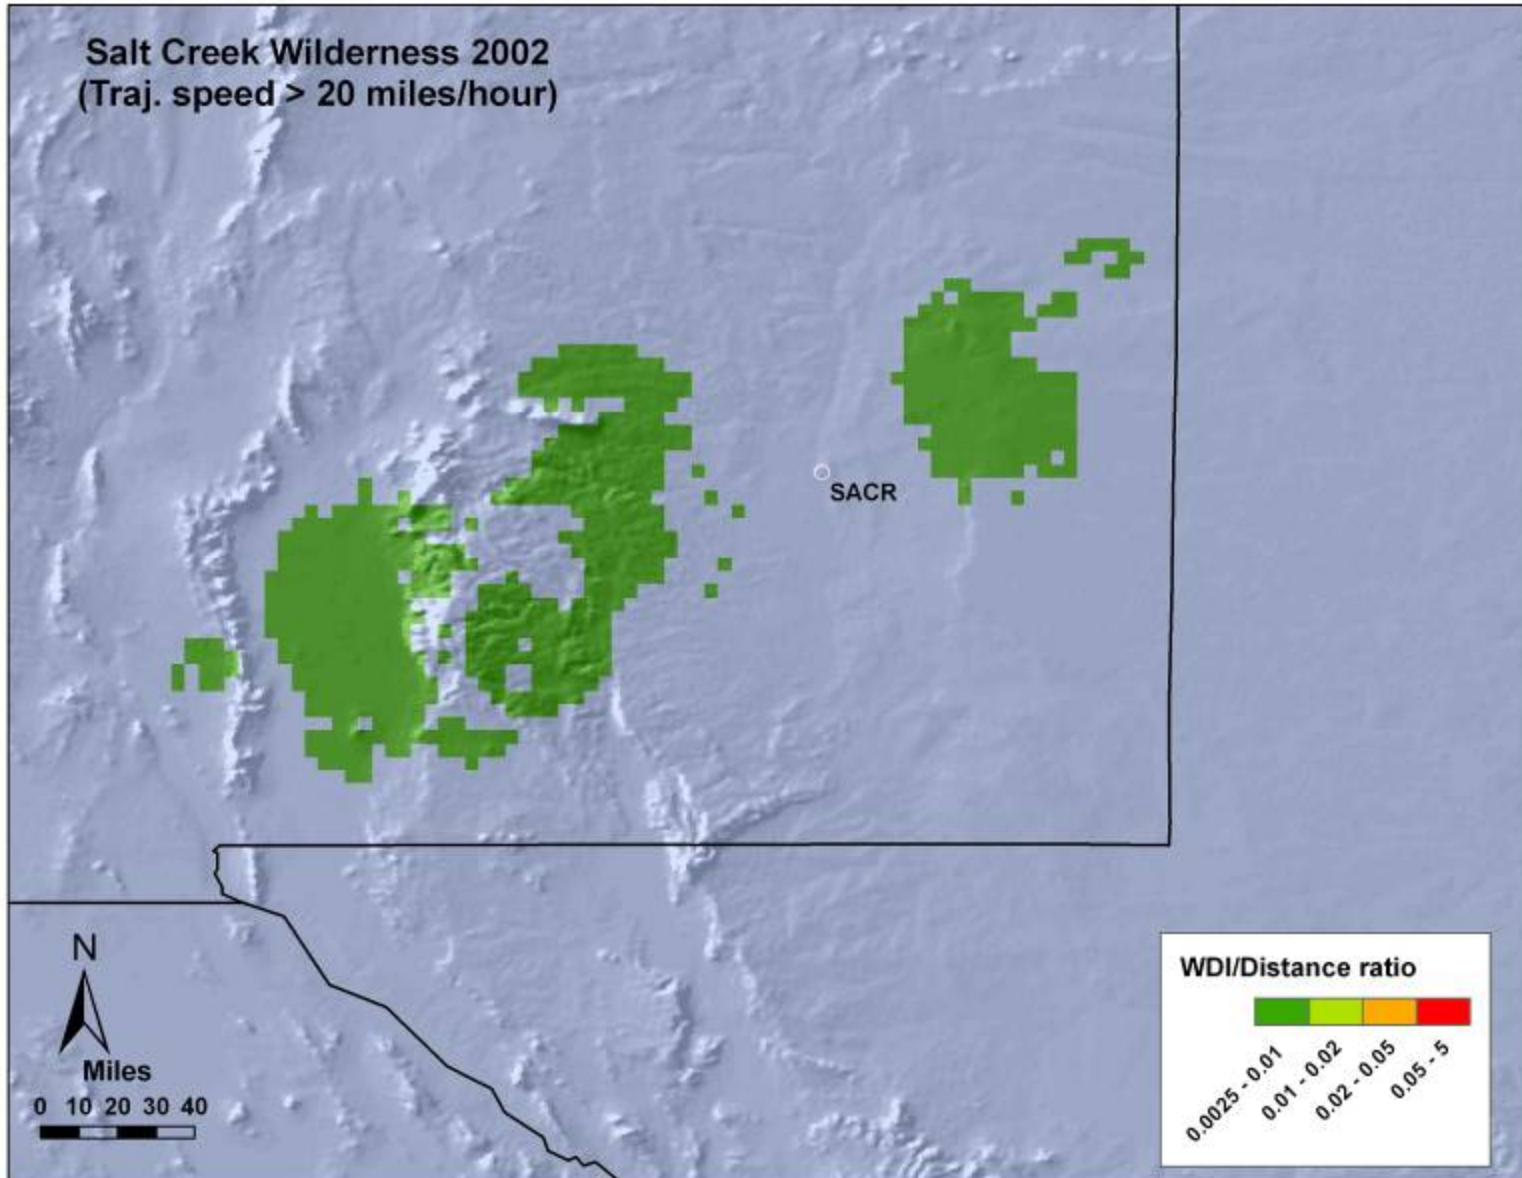 Salt Creek Wilderness 2002
(Traj. speed > 20 miles/hour)
SACR
N
Miles
0 10 20 30 40
WDI/Distance ratio
0.0025 - 0.01
0.01 - 0.02
0.02 - 0.05
0.05 - 5